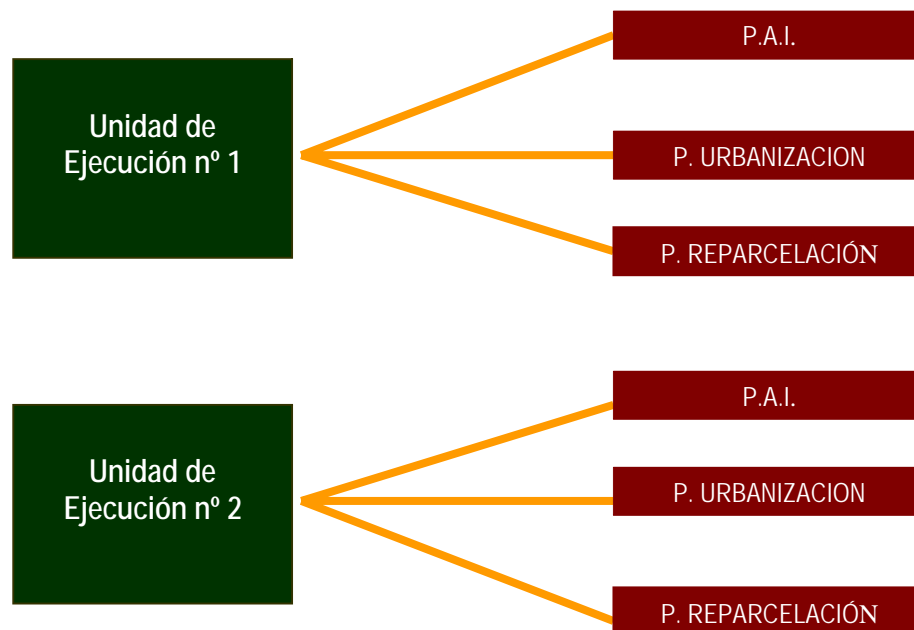 Unidad de
Ejecución nº 1
P.A.I.
P. URBANIZACION
P. REPARCELACIÓN
Unidad de
Ejecución nº 2
P.A.I.
P. URBANIZACION
P. REPARCELACIÓN